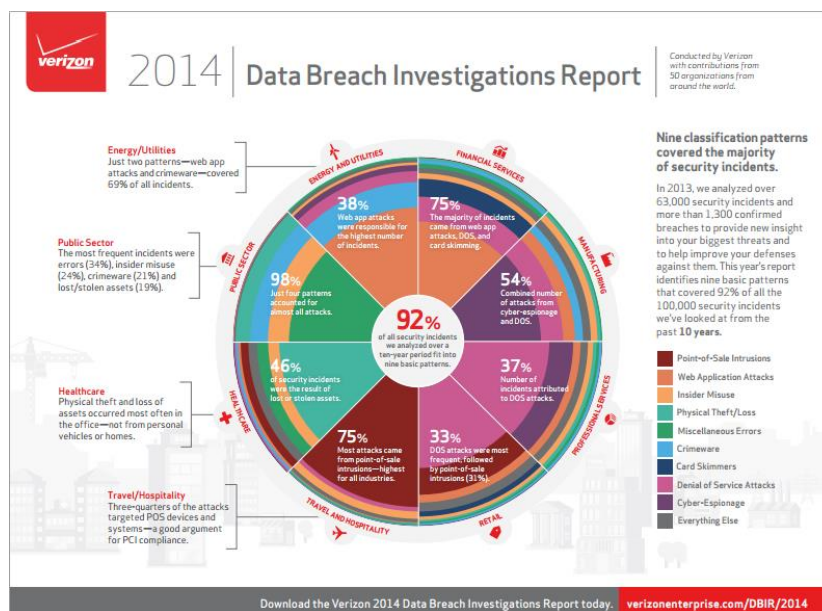 verizon
2014 | Data Breach Investigations Report
Conducted by Verizon
with contributions from
50 organizations from
around the world.
Energy/Utilities
Just two patterns—web app
attacks and crimeware—covered
69% of all incidents.
Public Sector
The most frequent incidents were
errors (34%), insider misuse
(24%), crimeware (21%) and
lost/stolen assets (19%).
Healthcare
Physical theft and loss of
assets occurred most often in
the office—not from personal
vehicles or homes.
Travel/Hospitality
Three-quarters of the attacks
targeted POS devices and
systems—a good argument
for PCI compliance.
ENERGY AND UTILITIES
38%
Web app attacks
were responsible for
the highest number
of incidents.
FINANCIAL SERVICES
75%
The majority of incidents
came from web app
attacks, DOS, and
card skimming.
MANUFACTURING
54%
Combined number
of attacks from
cyber-espionage
and DOS.
PROFESSIONAL SERVICES
37%
Number of
incidents attributed
to DOS attacks.
RETAIL
33%
DOS attacks were most
frequent, followed
by point-of-sale
intrusions (31%).
TRAVEL AND HOSPITALITY
75%
Most attacks came
from point-of-sale
intrusions—highest
for all industries.
HEALTHCARE
46%
of security incidents
were the result of
lost or stolen assets.
PUBLIC SECTOR
98%
Just four patterns
accounted for
almost all attacks.
92%
of all security incidents
we analyzed over a
ten-year period fit into
nine basic patterns.
Nine classification patterns
covered the majority
of security incidents.
In 2013, we analyzed over
63,000 security incidents and
more than 1,300 confirmed
breaches to provide new insight
into your biggest threats and
to help improve your defenses
against them. This year's report
identifies nine basic patterns
that covered 92% of all the
100,000 security incidents
we've looked at from the
past 10 years.
Point-of-Sale Intrusions
Web Application Attacks
Insider Misuse
Physical Theft/Loss
Miscellaneous Errors
Crimeware
Card Skimmers
Denial of Service Attacks
Cyber-Espionage
Everything Else
Download the Verizon 2014 Data Breach Investigations Report today.
verizonenterprise.com/DBIR/2014